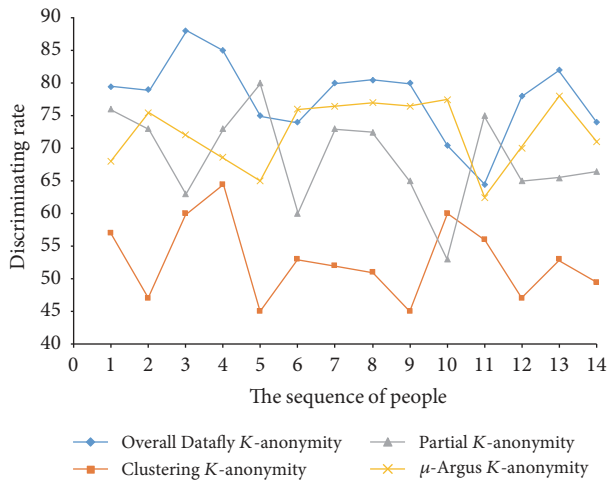 90
85
80
75
70
65
60
55
50
45
40
Discriminating rate
0 1 2 3 4 5 6 7 8 9 10 11 12 13 14
The sequence of people
Overall Datafly K-anonymity
Partial K-anonymity
Clustering K-anonymity
μ-Argus K-anonymity